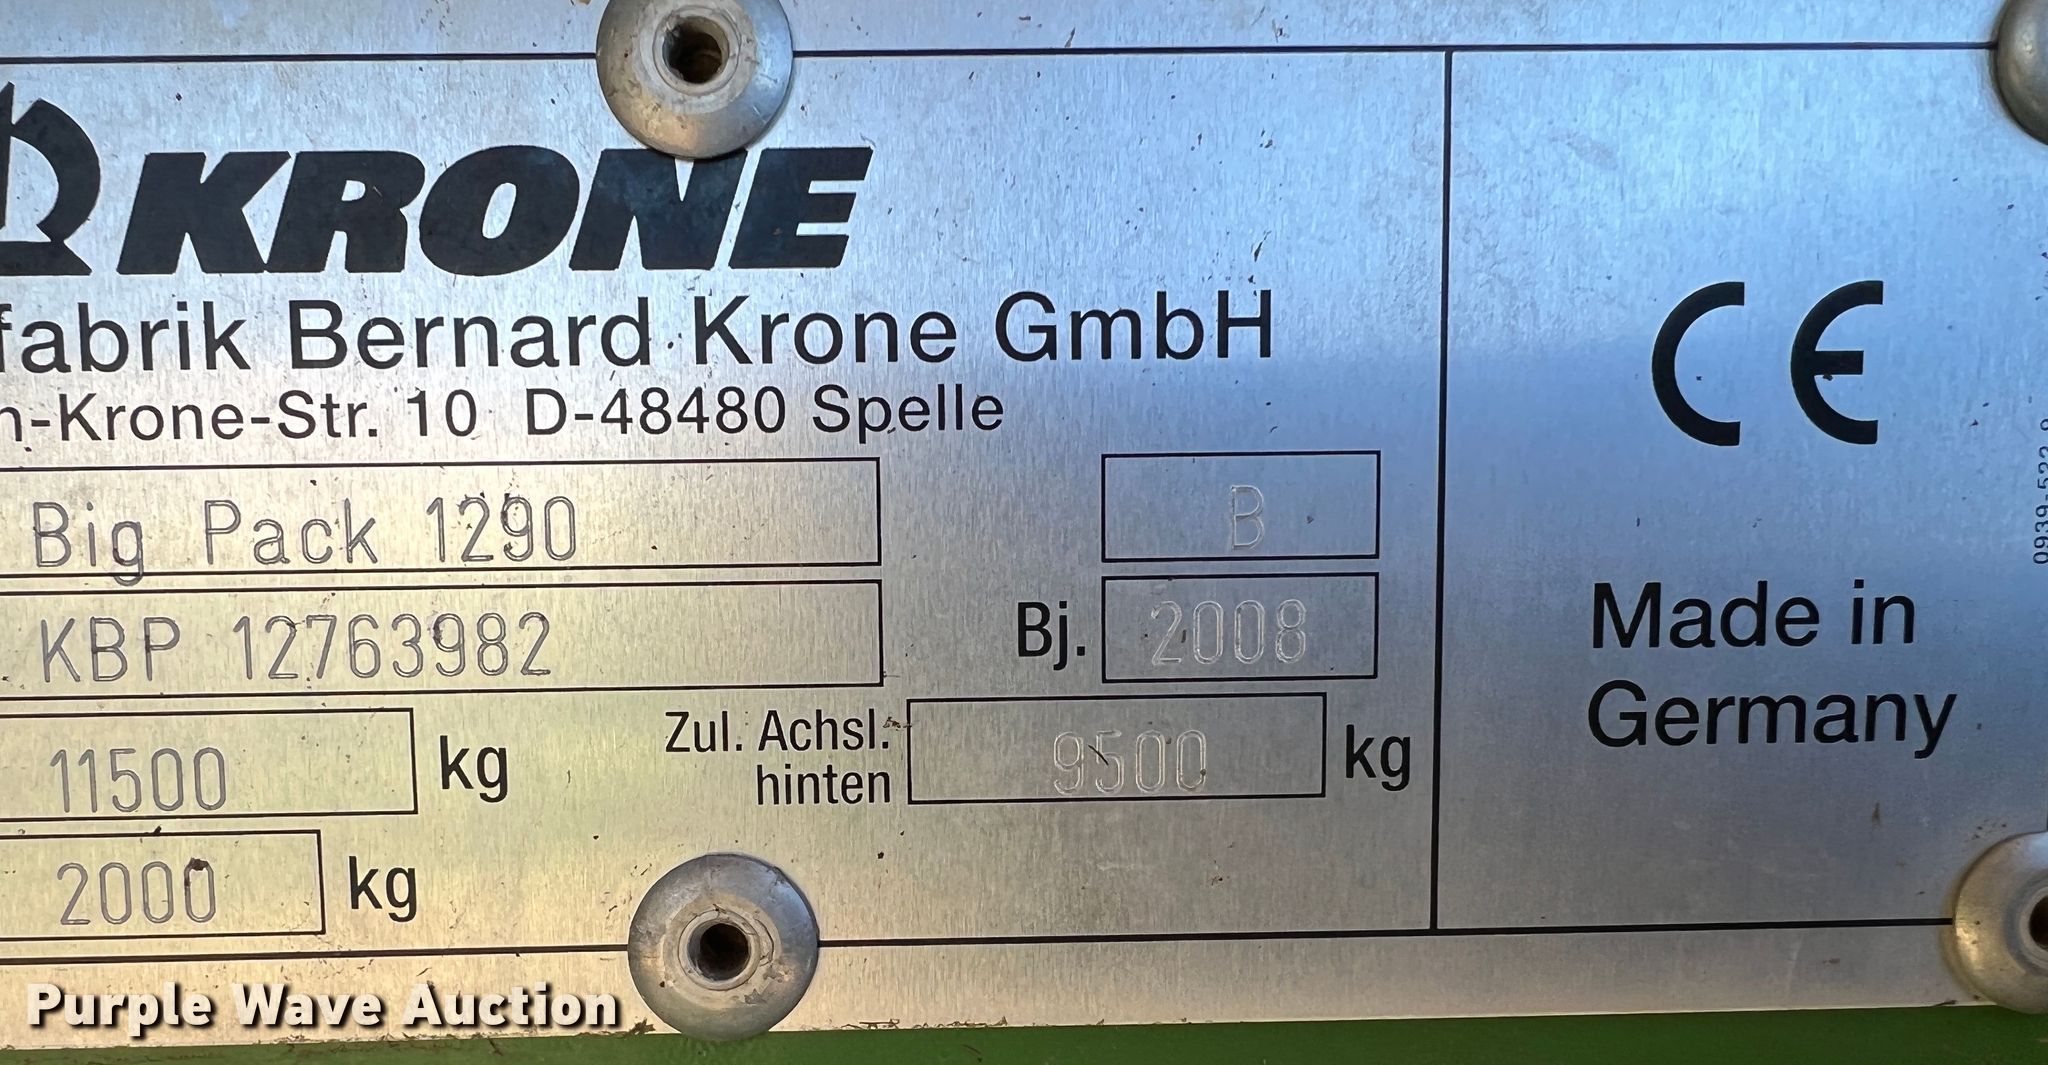 KRONE
fabrik Bernard Krone GmbH
n-Krone-Str. 10 D-48480 Spelle
Big Pack 1290
B
KBP 12763982
Bj. 2008
11500 kg
Zul. Achsl. hinten 9500 kg
2000 kg
CE
Made in
Germany
Purple Wave Auction